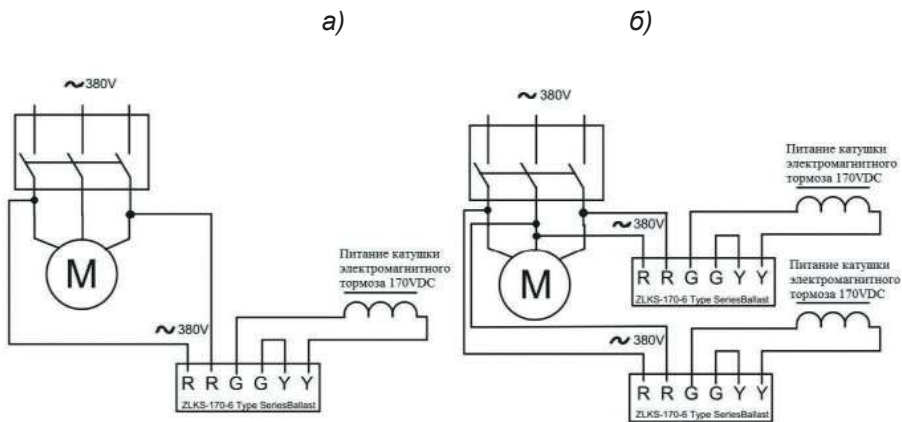 а)
б)
~380V
M
Питание катушки
электромагнитного
тормоза 170VDC
~380V
R R G G Y Y
ZLKS-170-6 Type SeriesBallast
~380V
M
Питание катушки
электромагнитного
тормоза 170VDC
~380V
R R G G Y Y
ZLKS-170-6 Type SeriesBallast
Питание катушки
электромагнитного
тормоза 170VDC
~380V
R R G G Y Y
ZLKS-170-6 Type SeriesBallast